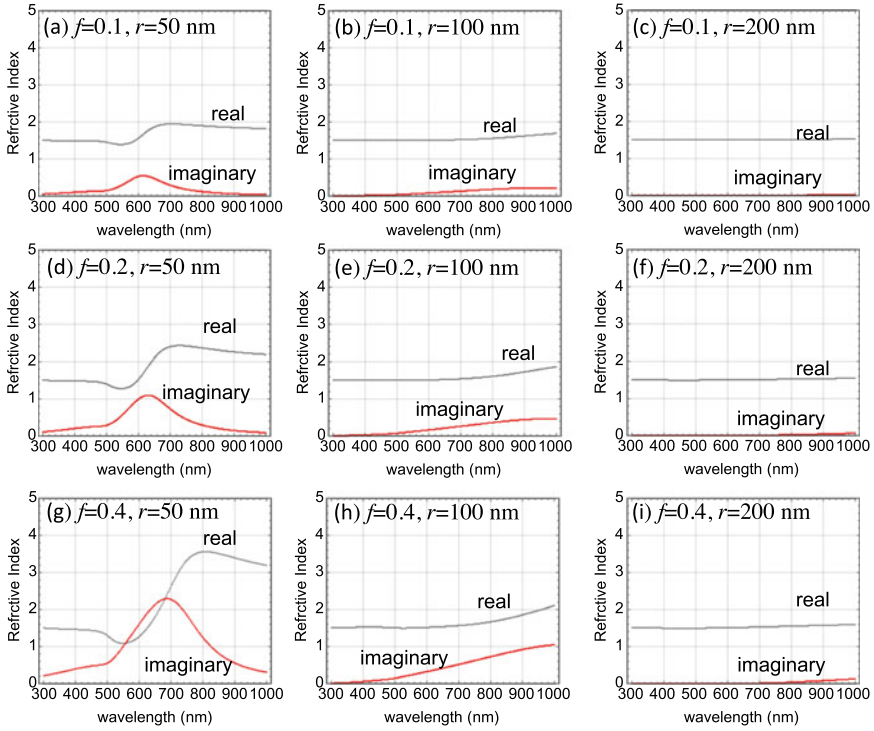 (a) f=0.1, r=50 nm
Refrctive Index
5
4
3
2
1
0
real
imaginary
300 400 500 600 700 800 900 1000
wavelength (nm)
(b) f=0.1, r=100 nm
Refrctive Index
5
4
3
2
1
0
real
imaginary
300 400 500 600 700 800 900 1000
wavelength (nm)
(c) f=0.1, r=200 nm
Refrctive Index
5
4
3
2
1
0
real
imaginary
300 400 500 600 700 800 900 1000
wavelength (nm)
(d) f=0.2, r=50 nm
Refrctive Index
5
4
3
2
1
0
real
imaginary
300 400 500 600 700 800 900 1000
wavelength (nm)
(e) f=0.2, r=100 nm
Refrctive Index
5
4
3
2
1
0
real
imaginary
300 400 500 600 700 800 900 1000
wavelength (nm)
(f) f=0.2, r=200 nm
Refrctive Index
5
4
3
2
1
0
real
imaginary
300 400 500 600 700 800 900 1000
wavelength (nm)
(g) f=0.4, r=50 nm
Refrctive Index
5
4
3
2
1
0
real
imaginary
300 400 500 600 700 800 900 1000
wavelength (nm)
(h) f=0.4, r=100 nm
Refrctive Index
5
4
3
2
1
0
real
imaginary
300 400 500 600 700 800 900 1000
wavelength (nm)
(i) f=0.4, r=200 nm
Refrctive Index
5
4
3
2
1
0
real
imaginary
300 400 500 600 700 800 900 1000
wavelength (nm)